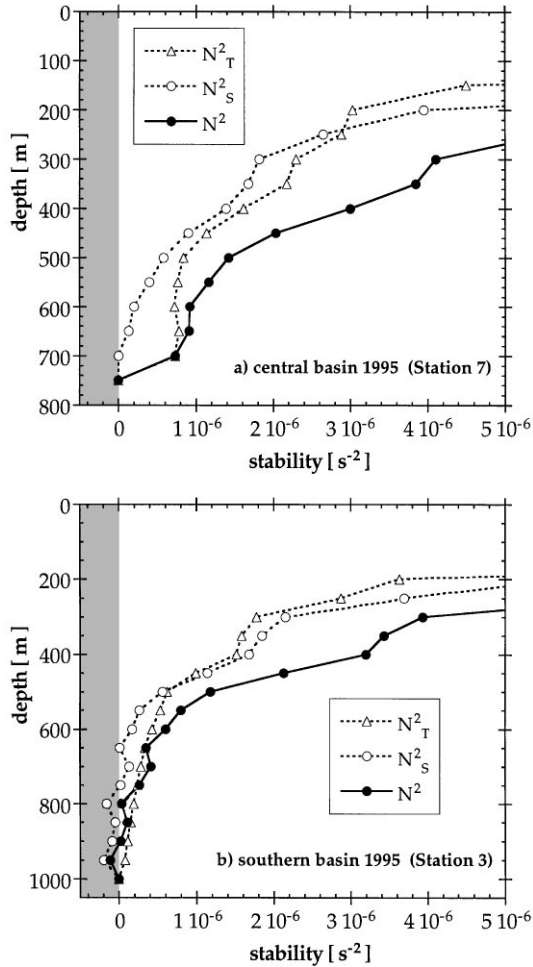 0
100
200
300
400
500
600
700
800
depth [ m ]
N²T
N²S
N²
a) central basin 1995 (Station 7)
0
1 10⁻⁶
2 10⁻⁶
3 10⁻⁶
4 10⁻⁶
5 10⁻⁶
stability [ s⁻² ]
0
200
400
600
800
1000
depth [ m ]
N²T
N²S
N²
b) southern basin 1995 (Station 3)
0
1 10⁻⁶
2 10⁻⁶
3 10⁻⁶
4 10⁻⁶
5 10⁻⁶
stability [ s⁻² ]